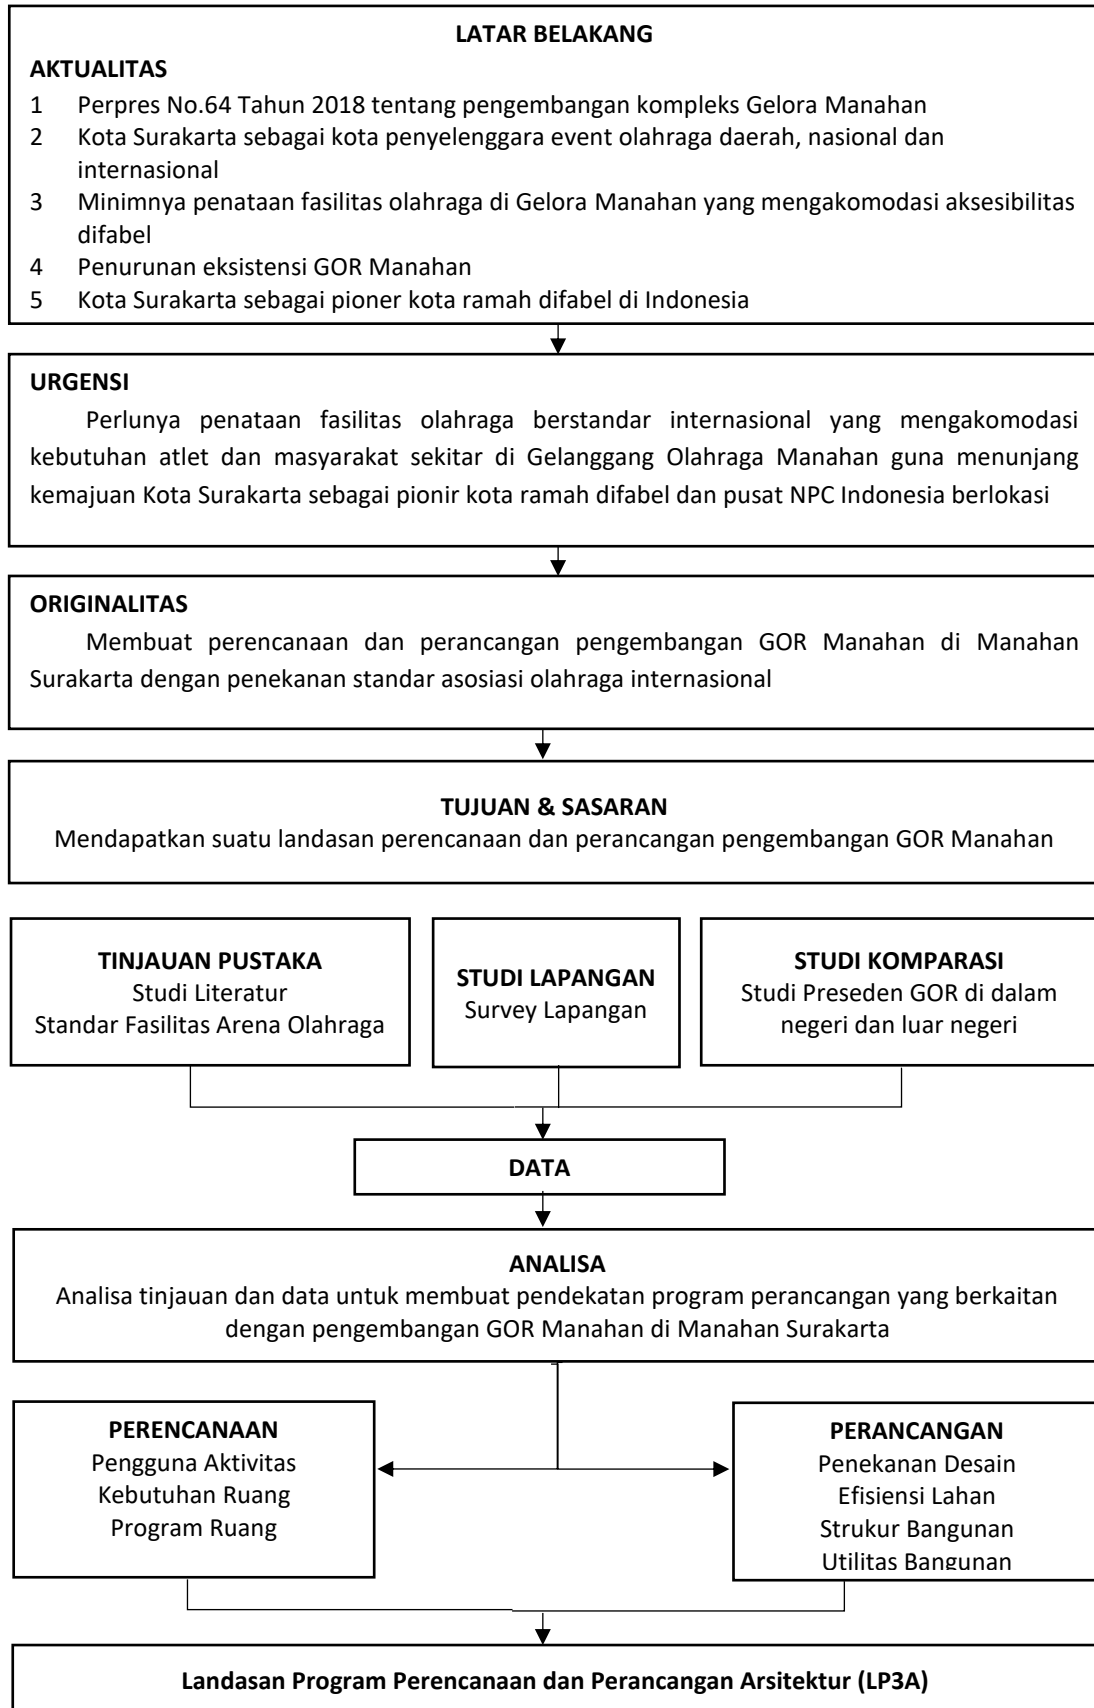 LATAR BELAKANG
AKTUALITAS
1 Perpres No.64 Tahun 2018 tentang pengembangan kompleks Gelora Manahan
2 Kota Surakarta sebagai kota penyelenggara event olahraga daerah, nasional dan
internasional
3 Minimnya penataan fasilitas olahraga di Gelora Manahan yang mengakomodasi aksesibilitas
difabel
4 Penurunan eksistensi GOR Manahan
5 Kota Surakarta sebagai pioner kota ramah difabel di Indonesia
URGENSI
Perlunya penataan fasilitas olahraga berstandar internasional yang mengakomodasi
kebutuhan atlet dan masyarakat sekitar di Gelanggang Olahraga Manahan guna menunjang
kemajuan Kota Surakarta sebagai pionir kota ramah difabel dan pusat NPC Indonesia berlokasi
ORIGINALITAS
Membuat perencanaan dan perancangan pengembangan GOR Manahan di Manahan
Surakarta dengan penekanan standar asosiasi olahraga internasional
TUJUAN & SASARAN
Mendapatkan suatu landasan perencanaan dan perancangan pengembangan GOR Manahan
TINJAUAN PUSTAKA
Studi Literatur
Standar Fasilitas Arena Olahraga
STUDI LAPANGAN
Survey Lapangan
STUDI KOMPARASI
Studi Preseden GOR di dalam
negeri dan luar negeri
DATA
ANALISA
Analisa tinjauan dan data untuk membuat pendekatan program perancangan yang berkaitan
dengan pengembangan GOR Manahan di Manahan Surakarta
PERENCANAAN
Pengguna Aktivitas
Kebutuhan Ruang
Program Ruang
PERANCANGAN
Penekanan Desain
Efisiensi Lahan
Strukur Bangunan
Utilitas Bangunan
Landasan Program Perencanaan dan Perancangan Arsitektur (LP3A)